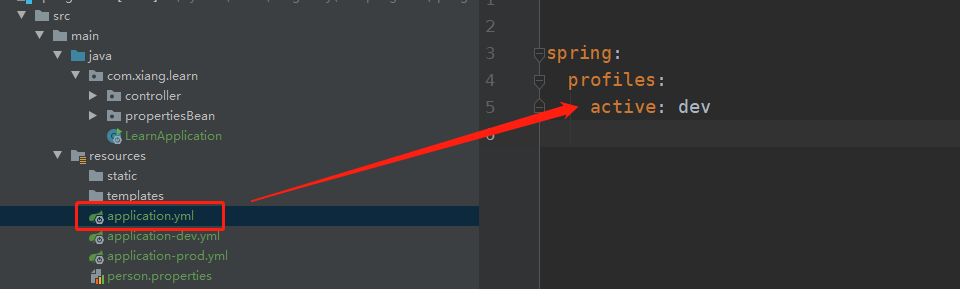 src
main
java
com.xiang.learn
controller
propertiesBean
LearnApplication
resources
static
templates
application.yml
application-dev.yml
application-prod.yml
person.properties
1
2
3 spring:
4 profiles:
5 active: dev
6